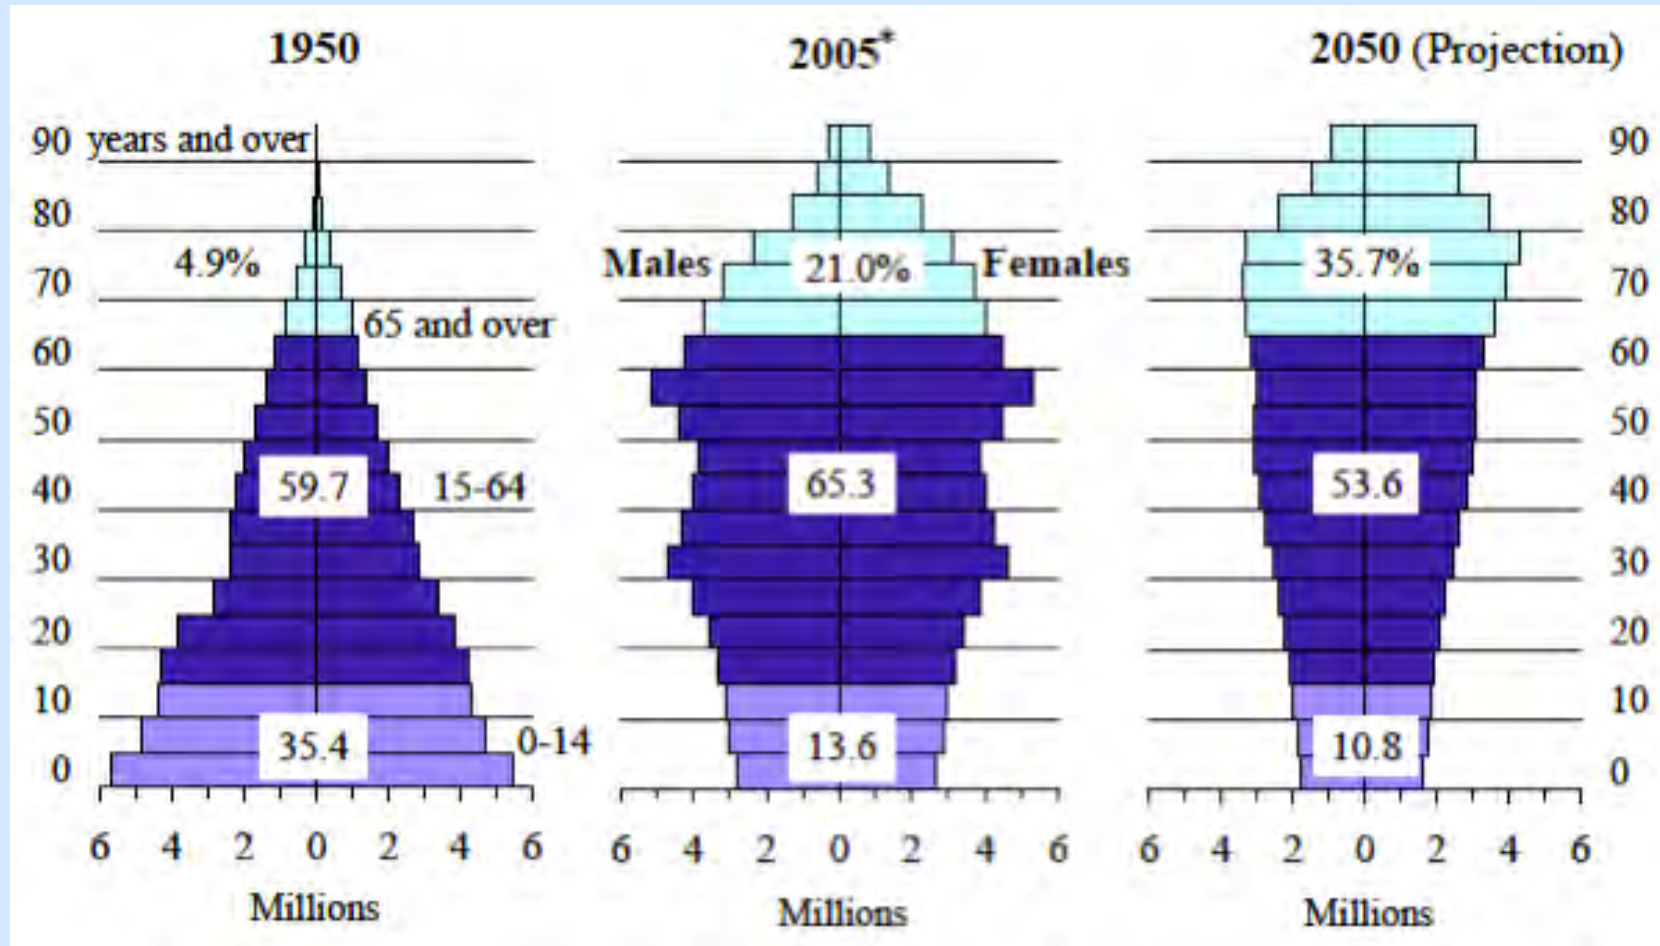 1950 2005* 2050 (Projection)
90 years and over 90
80 80
4.9% Males 21.0% Females 35.7%
70 70
65 and over
60 60
50 50
59.7 15-64 65.3 53.6
40 40
30 30
20 20
10 10
35.4 0-14 13.6 10.8
0 0
6 4 2 0 2 4 6 6 4 2 0 2 4 6 6 4 2 0 2 4 6
Millions Millions Millions